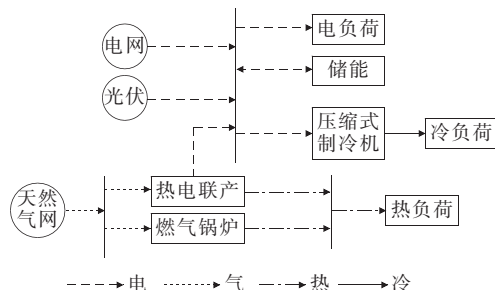 电网
光伏
电负荷
储能
压缩式
制冷机
冷负荷
天然
气网
热电联产
燃气锅炉
热负荷
电
气
热
冷